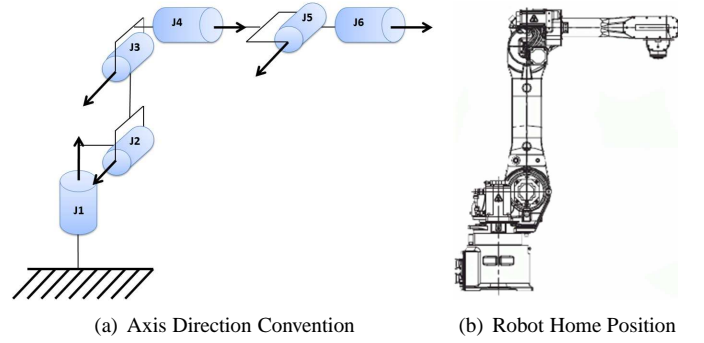 J4
J5
J6
J3
J2
J1
(a) Axis Direction Convention
(b) Robot Home Position